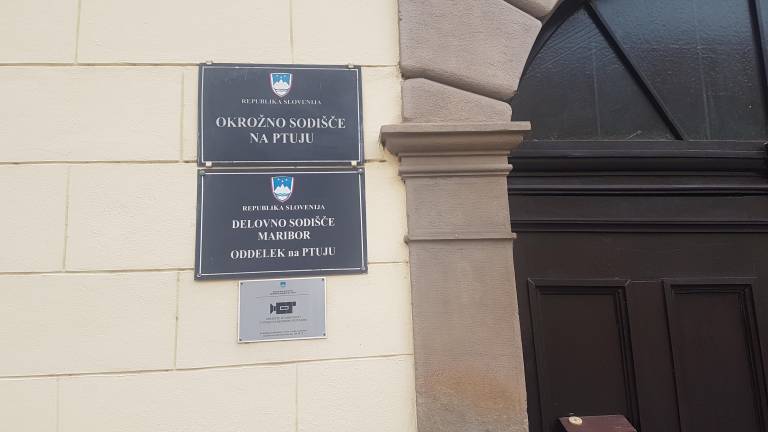 REPUBLIKA SLOVENIJA
OKROŽNO SODIŠČE
NA PTUJU
REPUBLIKA SLOVENIJA
DELOVNO SODIŠČE
MARIBOR
ODDELEK na PTUJU